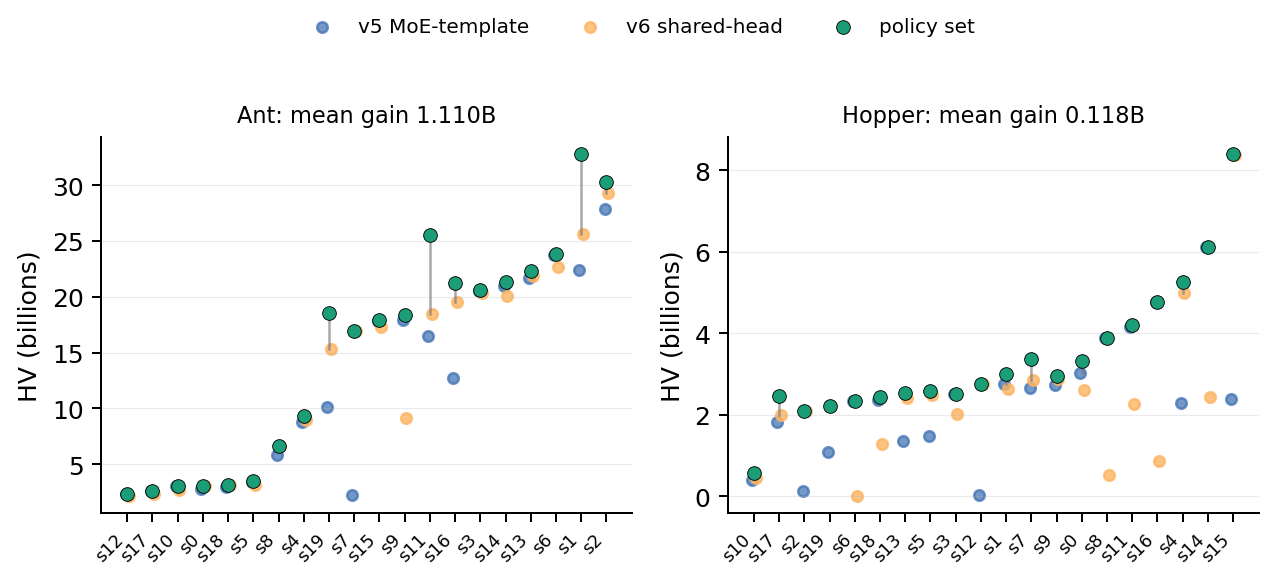 v5 MoE-template v6 shared-head policy set
Ant: mean gain 1.110B
HV (billions)
30
25
20
15
10
5
s12 s17 s10 s0 s18 s5 s8 s4 s19 s7 s15 s9 s11 s16 s3 s14 s13 s6 s1 s2
Hopper: mean gain 0.118B
HV (billions)
8
6
4
2
0
s10 s17 s2 s19 s6 s18 s13 s5 s3 s12 s1 s7 s9 s0 s8 s11 s16 s4 s14 s15